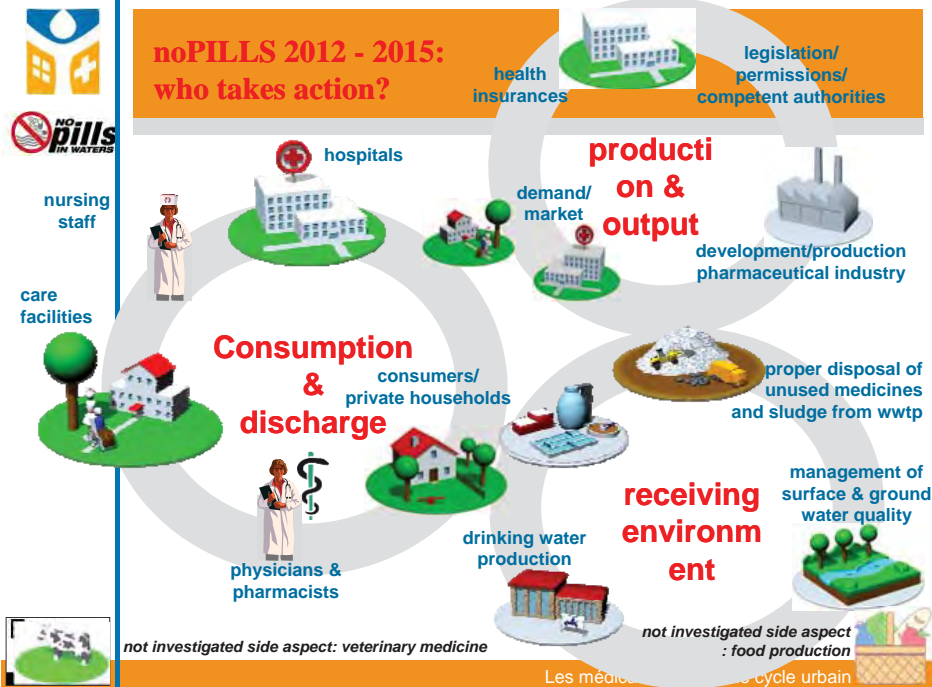 noPILLS 2012 - 2015:
who takes action?
health
insurances
legislation/
permissions/
competent authorities
NO
pills
IN WATERS
hospitals
nursing
staff
demand/
market
producti
on &
output
development/production
pharmaceutical industry
care
facilities
Consumption
&
discharge
consumers/
private households
proper disposal of
unused medicines
and sludge from wwtp
management of
surface & ground
water quality
receiving
environm
ent
drinking water
production
physicians &
pharmacists
not investigated side aspect: veterinary medicine
not investigated side aspect
: food production
Les cycle urbain